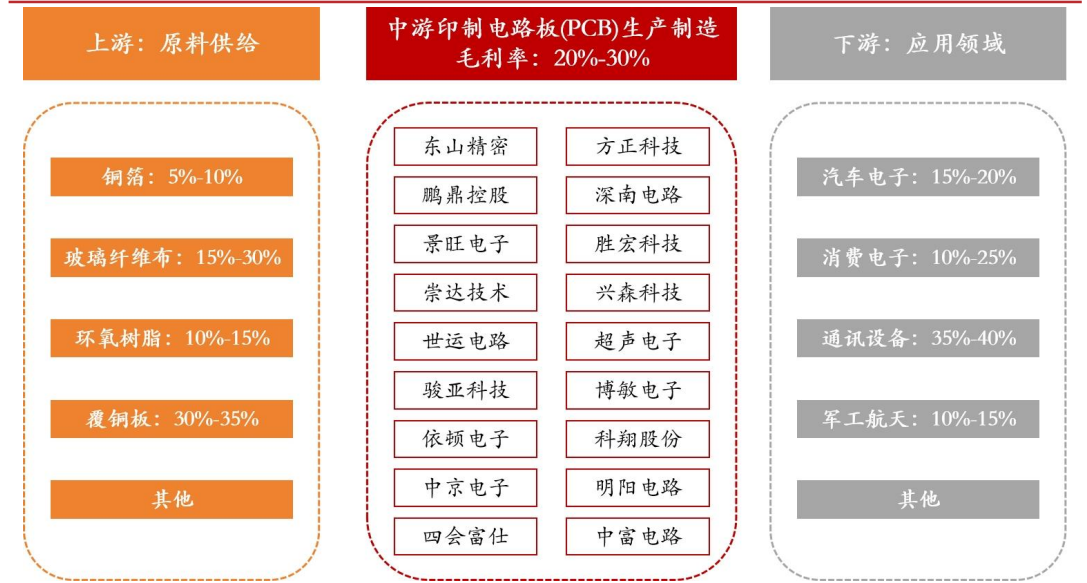 上游：原料供给
铜箔：5%-10%
玻璃纤维布：15%-30%
环氧树脂：10%-15%
覆铜板：30%-35%
其他
中游印制电路板(PCB)生产制造
毛利率：20%-30%
东山精密
方正科技
鹏鼎控股
深南电路
景旺电子
胜宏科技
崇达技术
兴森科技
世运电路
超声电子
骏亚科技
博敏电子
依顿电子
科翔股份
中京电子
明阳电路
四会富仕
中富电路
下游：应用领域
汽车电子：15%-20%
消费电子：10%-25%
通讯设备：35%-40%
军工航天：10%-15%
其他